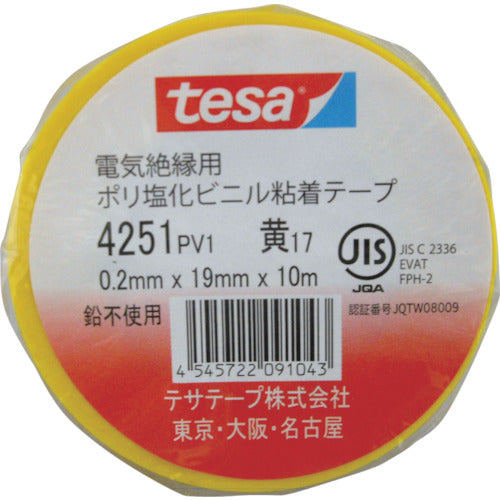 tesa
電気絶縁用
ポリ塩化ビニル粘着テープ
4251 PV1 黄17
0.2mm x 19mm x 10m
JIS
JQA
JIS C 2336
EVAT
FPH-2
鉛不使用
認証番号 JQTW08009
4 545722 091043
テサテープ株式会社
東京・大阪・名古屋